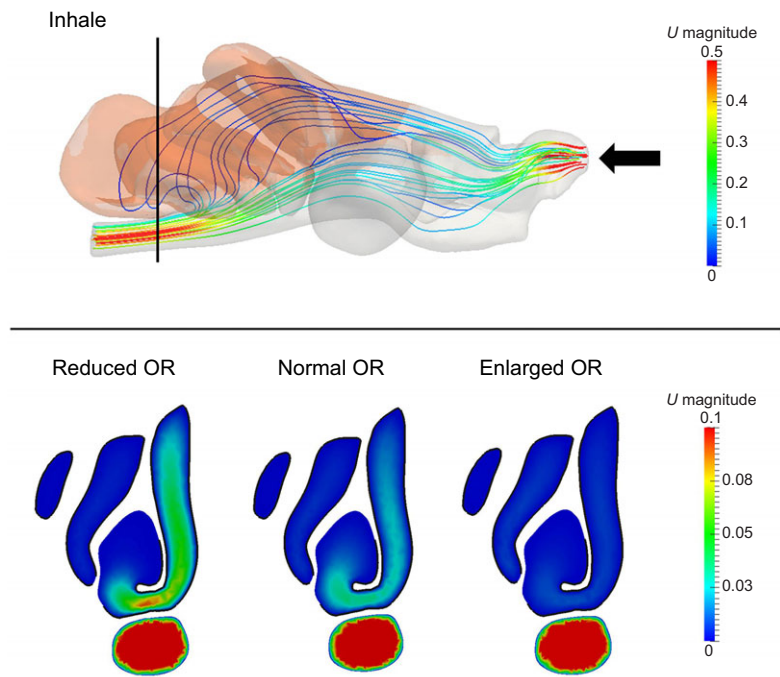 Inhale
U magnitude
0.5
0.4
0.3
0.2
0.1
0
Reduced OR
Normal OR
Enlarged OR
U magnitude
0.1
0.08
0.05
0.03
0